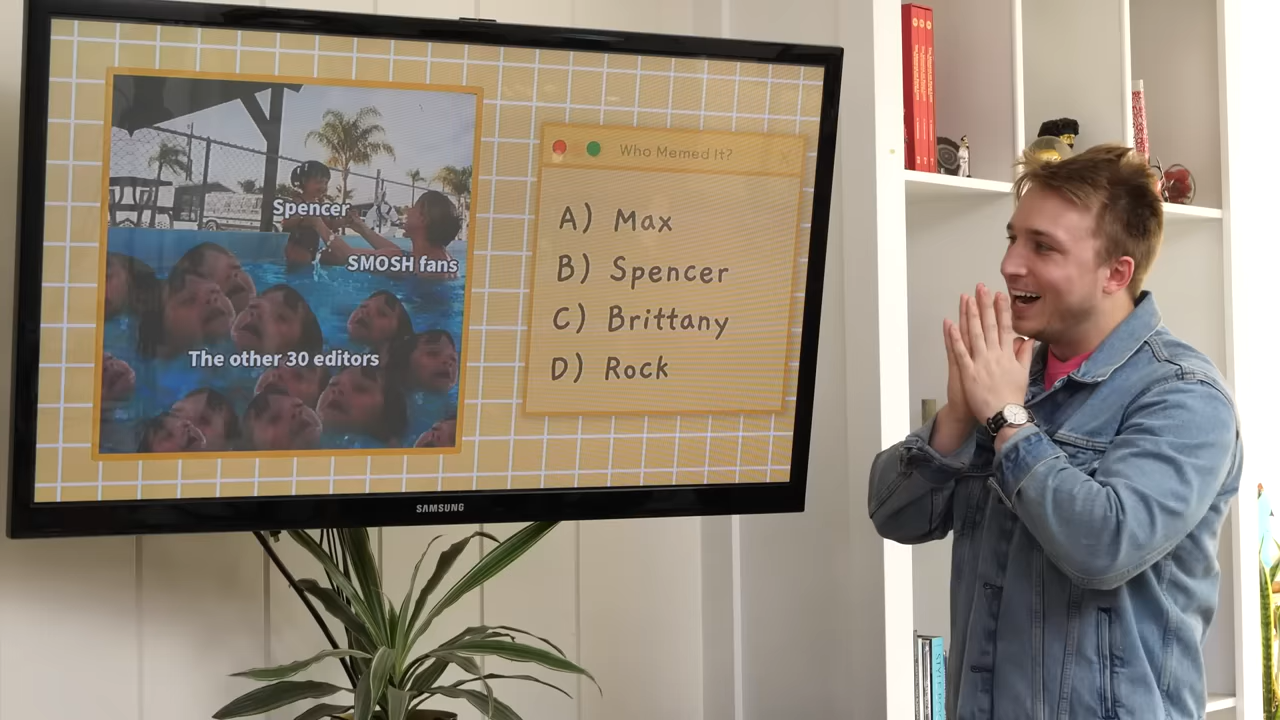 Spencer
SMOSH fans
The other 30 editors
Who Memed It?
A) Max
B) Spencer
C) Brittany
D) Rock
SAMSUNG